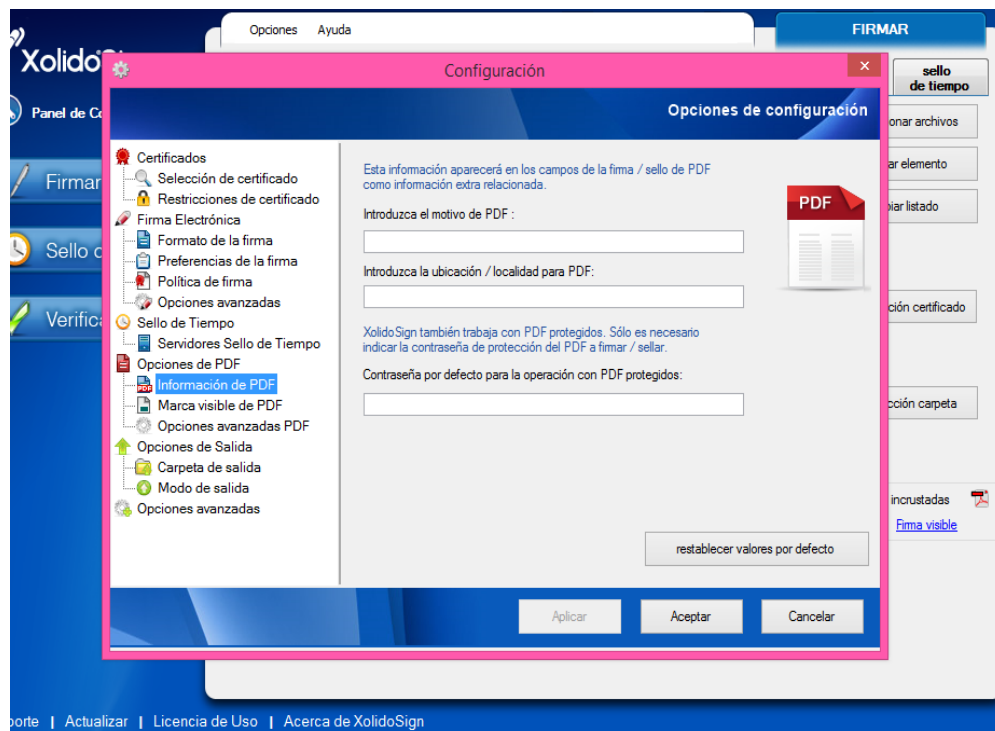 Opciones Ayuda
FIRMAR
Xolido
Configuración
sello
de tiempo
Panel de Co
Opciones de configuración
onar archivos
ar elemento
iar listado
Firmar
Sello d
Verifica
ción certificado
cción carpeta
incrustadas
Firma visible
Certificados
Selección de certificado
Restricciones de certificado
Firma Electrónica
Formato de la firma
Preferencias de la firma
Política de firma
Opciones avanzadas
Sello de Tiempo
Servidores Sello de Tiempo
Opciones de PDF
Información de PDF
Marca visible de PDF
Opciones avanzadas PDF
Opciones de Salida
Carpeta de salida
Modo de salida
Opciones avanzadas
Esta información aparecerá en los campos de la firma / sello de PDF
como información extra relacionada.
PDF
Introduzca el motivo de PDF :
Introduzca la ubicación / localidad para PDF:
XolidoSign también trabaja con PDF protegidos. Sólo es necesario
indicar la contraseña de protección del PDF a firmar / sellar.
Contraseña por defecto para la operación con PDF protegidos:
restablecer valores por defecto
Aplicar Aceptar Cancelar
porte | Actualizar | Licencia de Uso | Acerca de XolidoSign